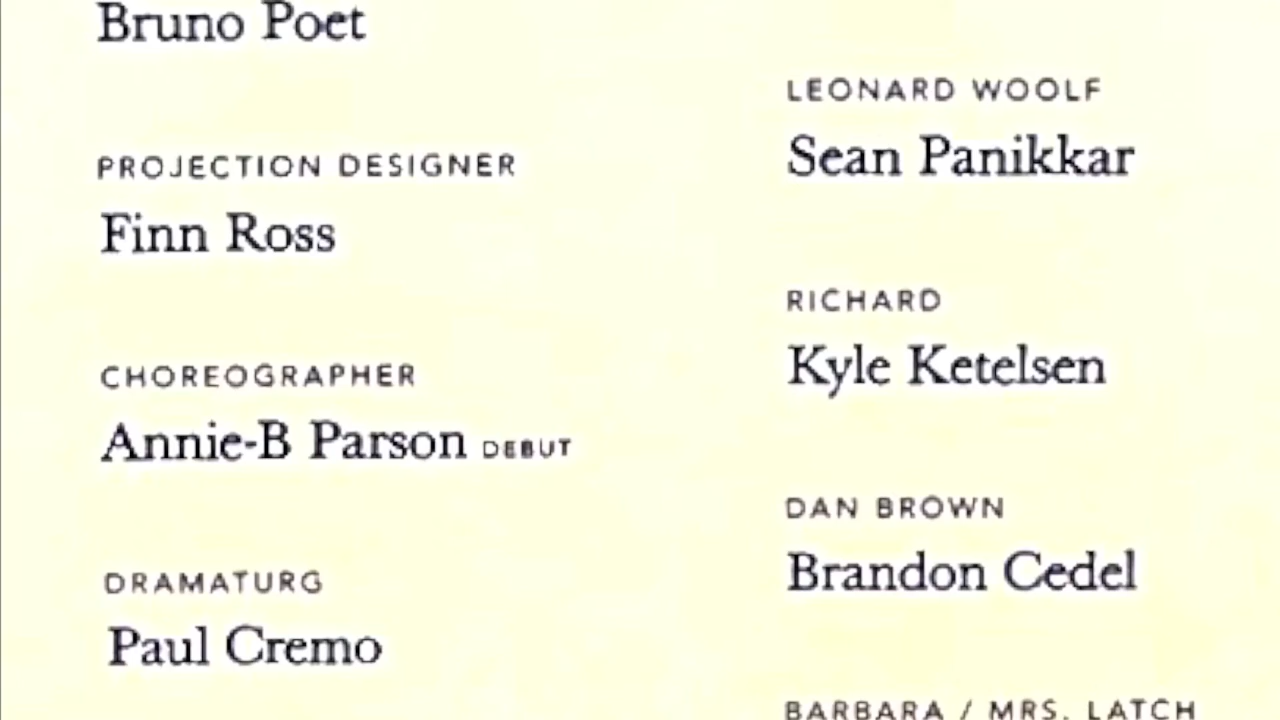 Bruno Poet
PROJECTION DESIGNER
Finn Ross
CHOREOGRAPHER
Annie-B Parson DEBUT
DRAMATURG
Paul Cremo
LEONARD WOOLF
Sean Panikkar
RICHARD
Kyle Ketelsen
DAN BROWN
Brandon Cedel
BARBARA / MRS. LATCH